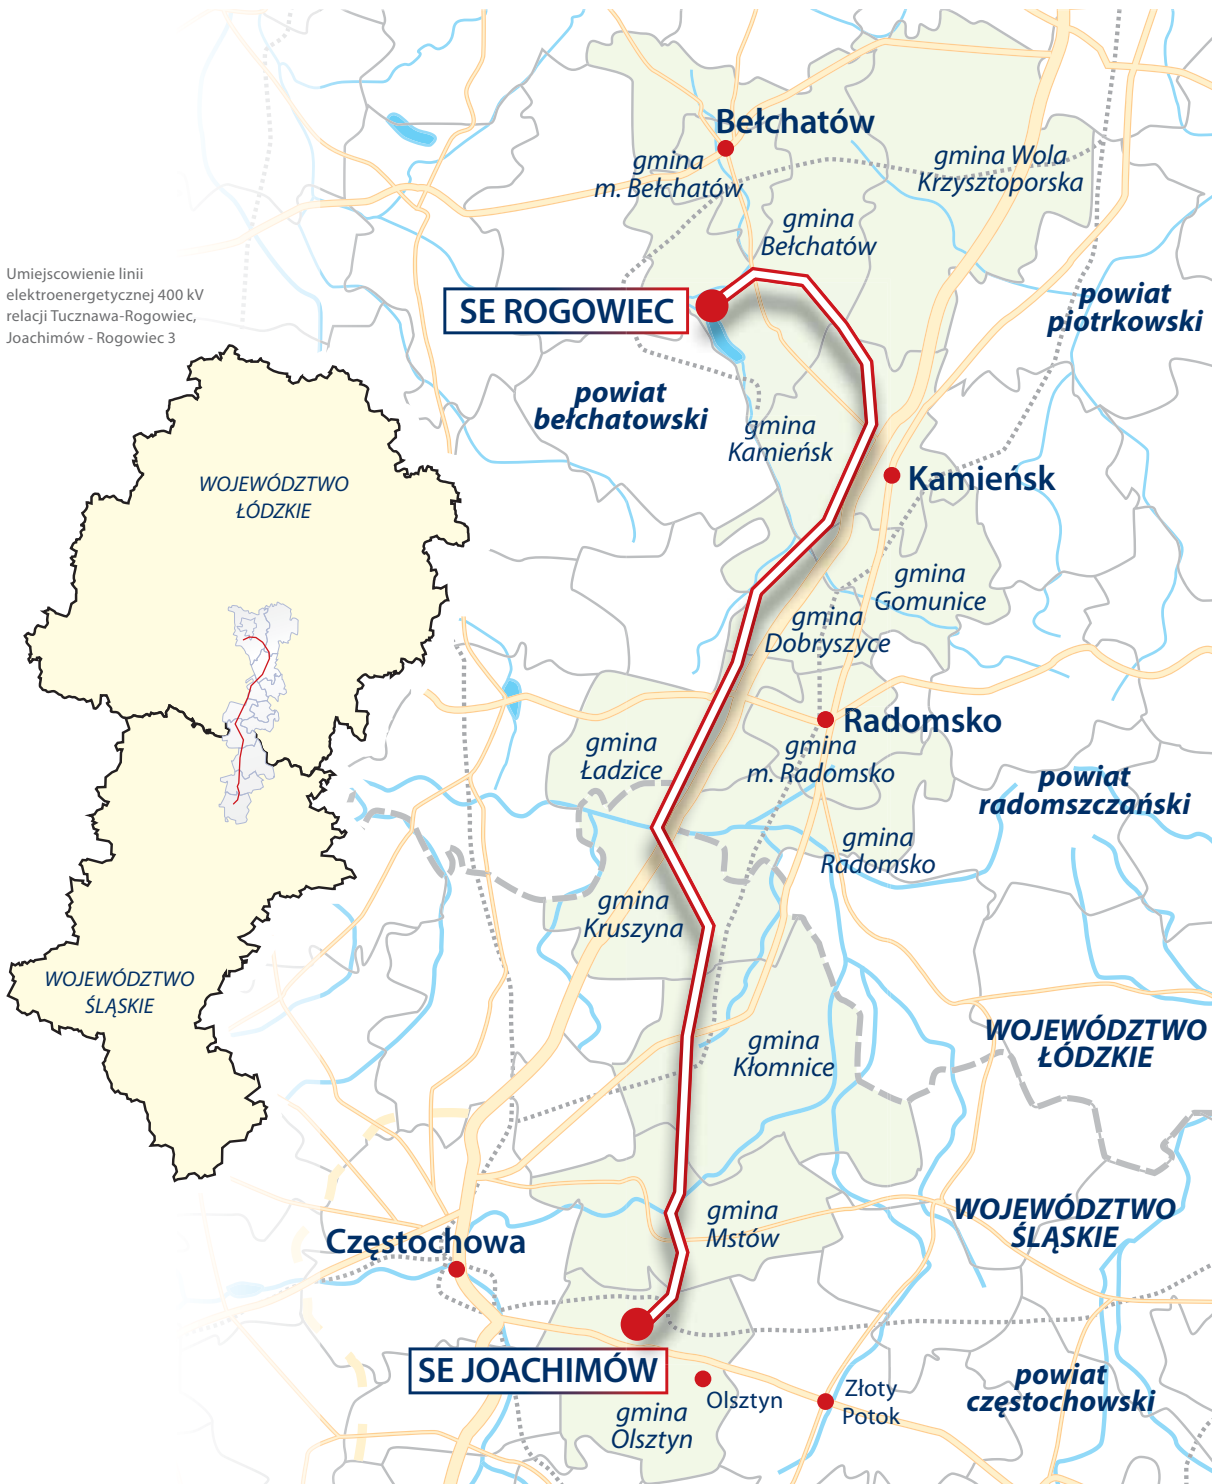 Bełchatów
gmina
m. Bełchatów
gmina Wola
Krzysztoporska
gmina
Bełchatów
Umiejscowienie linii
elektroenergetycznej 400 kV
relacji Tucznawa-Rogowiec,
Joachimów - Rogowiec 3
SE ROGOWIEC
powiat
piotrkowski
powiat
bełchatowski
gmina
Kamieńsk
Kamieńsk
WOJEWÓDZTWO
ŁÓDZKIE
gmina
Gomunice
gmina
Dobryszyce
Radomsko
gmina
Ładzice
gmina
m. Radomsko
powiat
radomszczański
gmina
Radomsko
gmina
Kruszyna
WOJEWÓDZTWO
ŚLĄSKIE
gmina
Kłomnice
WOJEWÓDZTWO
ŁÓDZKIE
gmina
Mstów
WOJEWÓDZTWO
ŚLĄSKIE
Częstochowa
SE JOACHIMÓW
Olsztyn
Złoty
Potok
powiat
częstochowski
gmina
Olsztyn